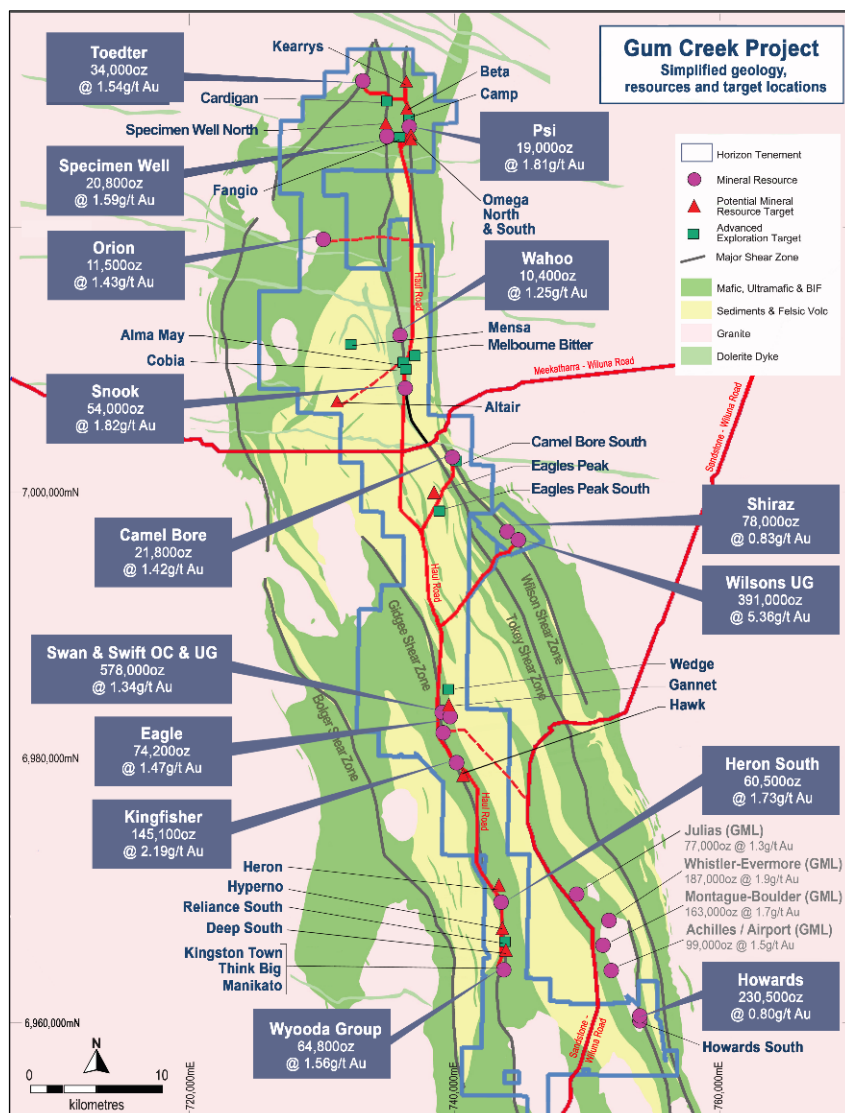 Gum Creek Project
Simplified geology,
resources and target locations
Horizon Tenement
Mineral Resource
Potential Mineral
Resource Target
Advanced
Exploration Target
Major Shear Zone
Mafic, Ultramafic & BIF
Sediments & Felsic Volc
Granite
Dolerite Dyke
Toedter
34,000oz
@ 1.54g/t Au
Kearrys
Beta
Camp
Cardigan
Specimen Well North
Psi
19,000oz
@ 1.81g/t Au
Specimen Well
20,800oz
@ 1.59g/t Au
Fangio
Omega
North
& South
Orion
11,500oz
@ 1.43g/t Au
Haul Road
Wahoo
10,400oz
@ 1.25g/t Au
Alma May
Mensa
Melbourne Bitter
Cobia
Meekatharra - Wiluna Road
Snook
54,000oz
@ 1.82g/t Au
Altair
Sandstone - Wiluna Road
Camel Bore South
Eagles Peak
Eagles Peak South
7,000,000mN
Shiraz
78,000oz
@ 0.83g/t Au
Camel Bore
21,800oz
@ 1.42g/t Au
Haul Road
Wilsons UG
391,000oz
@ 5.36g/t Au
Gidgee Shear Zone
Wilson Shear Zone
Tokey Shear Zone
Bolger Shear Zone
Swan & Swift OC & UG
578,000oz
@ 1.34g/t Au
Wedge
Gannet
Hawk
Eagle
74,200oz
@ 1.47g/t Au
6,980,000mN
Heron South
60,500oz
@ 1.73g/t Au
Kingfisher
145,100oz
@ 2.19g/t Au
Haul Road
Julias (GML)
77,000oz @ 1.3g/t Au
Whistler-Evermore (GML)
187,000oz @ 1.9g/t Au
Montague-Boulder (GML)
163,000oz @ 1.7g/t Au
Achilles / Airport (GML)
99,000oz @ 1.5g/t Au
Heron
Hyperno
Reliance South
Deep South
Kingston Town
Think Big
Manikato
Howards
230,500oz
@ 0.80g/t Au
Howards South
Wyooda Group
64,800oz
@ 1.56g/t Au
Sandstone -
Wiluna Road
6,960,000mN
N
0
10
kilometres
720,000mE
740,000mE
760,000mE